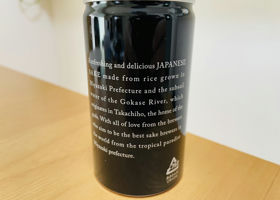 Refreshing and delicious JAPANESE
SAKE made from rice grown in
Miyazaki Prefecture and the subsoil
water of the Gokase River, which
originates in Takachiho, the home of the
gods. With all of love from the brewers
who aim to be the best sake brewers in
the world from the tropical paradise
Miyazaki prefecture.